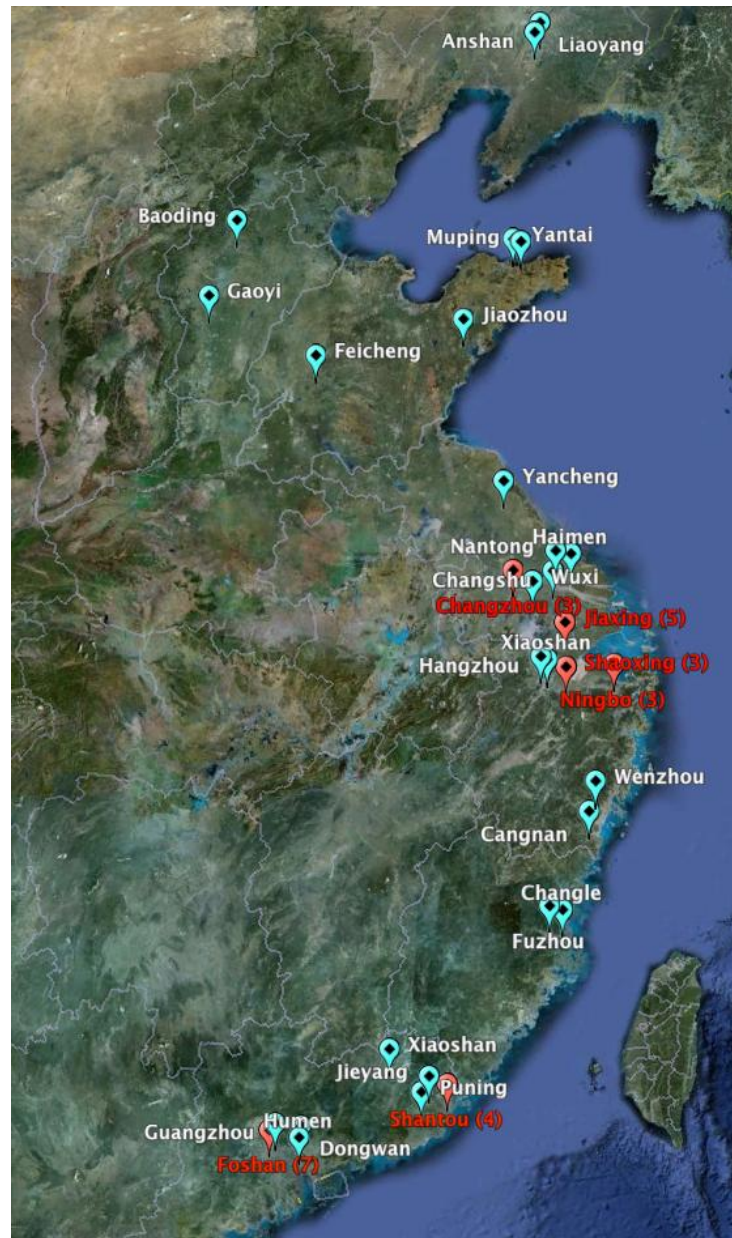 Anshan
Liaoyang
Baoding
Muping
Yantai
Gaoyi
Jiaozhou
Feicheng
Yancheng
Haimen
Nantong
Changshu
Wuxi
Changzhou (3)
Jiaxing (5)
Xiaoshan
Hangzhou
Shaoxing (3)
Ningbo (3)
Wenzhou
Cangnan
Changle
Fuzhou
Xiaoshan
Jieyang
Puning
Shantou (4)
Humen
Guangzhou
Dongwan
Foshan (7)